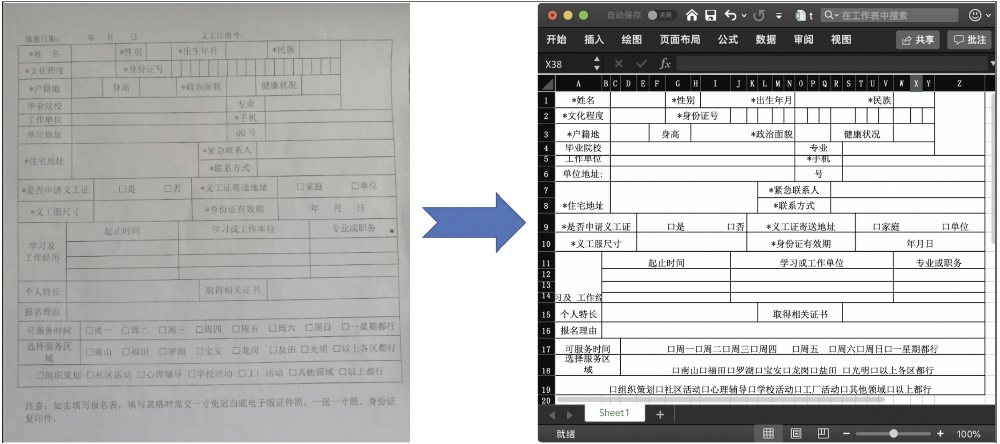 填表日期： 年 月 日 义工注册号：
*姓 名 *性别 *出生年月 *民族
*文化程度 *身份证号
*户籍地 身高 *政治面貌 健康状况
毕业院校 专业
工作单位 *手机
单位地址 QQ 号
*住宅地址 *紧急联系人
*联系方式
*是否申请义工证 □是 □否 *义工证寄送地址 □家庭 □单位
*义工服尺寸 *身份证有效期 年 月 日
学习及
工作经历
起止时间 学习或工作单位 专业或职务
个人特长 取得相关证书
报名理由
可服务时间 □周一 □周二 □周三 □周四 □周五 □周六 □周日 □一星期都行
选择服务区
域
□南山 □福田 □罗湖 □宝安 □龙岗 □盐田 □光明 □以上各区都行
□组织策划 □社区活动 □心理辅导 □学校活动 □工厂活动 □其他领域 □以上都行
注意：如实填写报名表，填写表格时需交一寸免冠白底电子版证件照、一张一寸照、身份证
复印件。
自动保存 关闭 t 在工作表中搜索
开始 插入 绘图 页面布局 公式 数据 审阅 视图 共享 批注
X38 fx
A B C D E F G H I J K L M N O P Q R S T U V W X Y Z
1 *姓名 *性别 *出生年月 *民族
2 *文化程度 *身份证号
3 *户籍地 身高 *政治面貌 健康状况
4 毕业院校 专业
5 工作单位 *手机
6 单位地址： 号
7 *紧急联系人
8 *住宅地址 *联系方式
9 *是否申请义工证 □是 □否 *义工证寄送地址 □家庭 □单位
10 *义工服尺寸 *身份证有效期 年月日
11 起止时间 学习或工作单位 专业或职务
12
13
14 习及 工作经
15 个人特长 取得相关证书
16 报名理由
17 可服务时间 □周一□周二□周三□周四 □周五 □周六□周日□一星期都行
选择服务区
18 域 □南山□福田□罗湖□宝安□龙岗□盐田 □光明□以上各区都行
19 □组织策划□社区活动□心理辅导□学校活动□工厂活动□其他领域□以上都行
20
Sheet1
就绪 100%